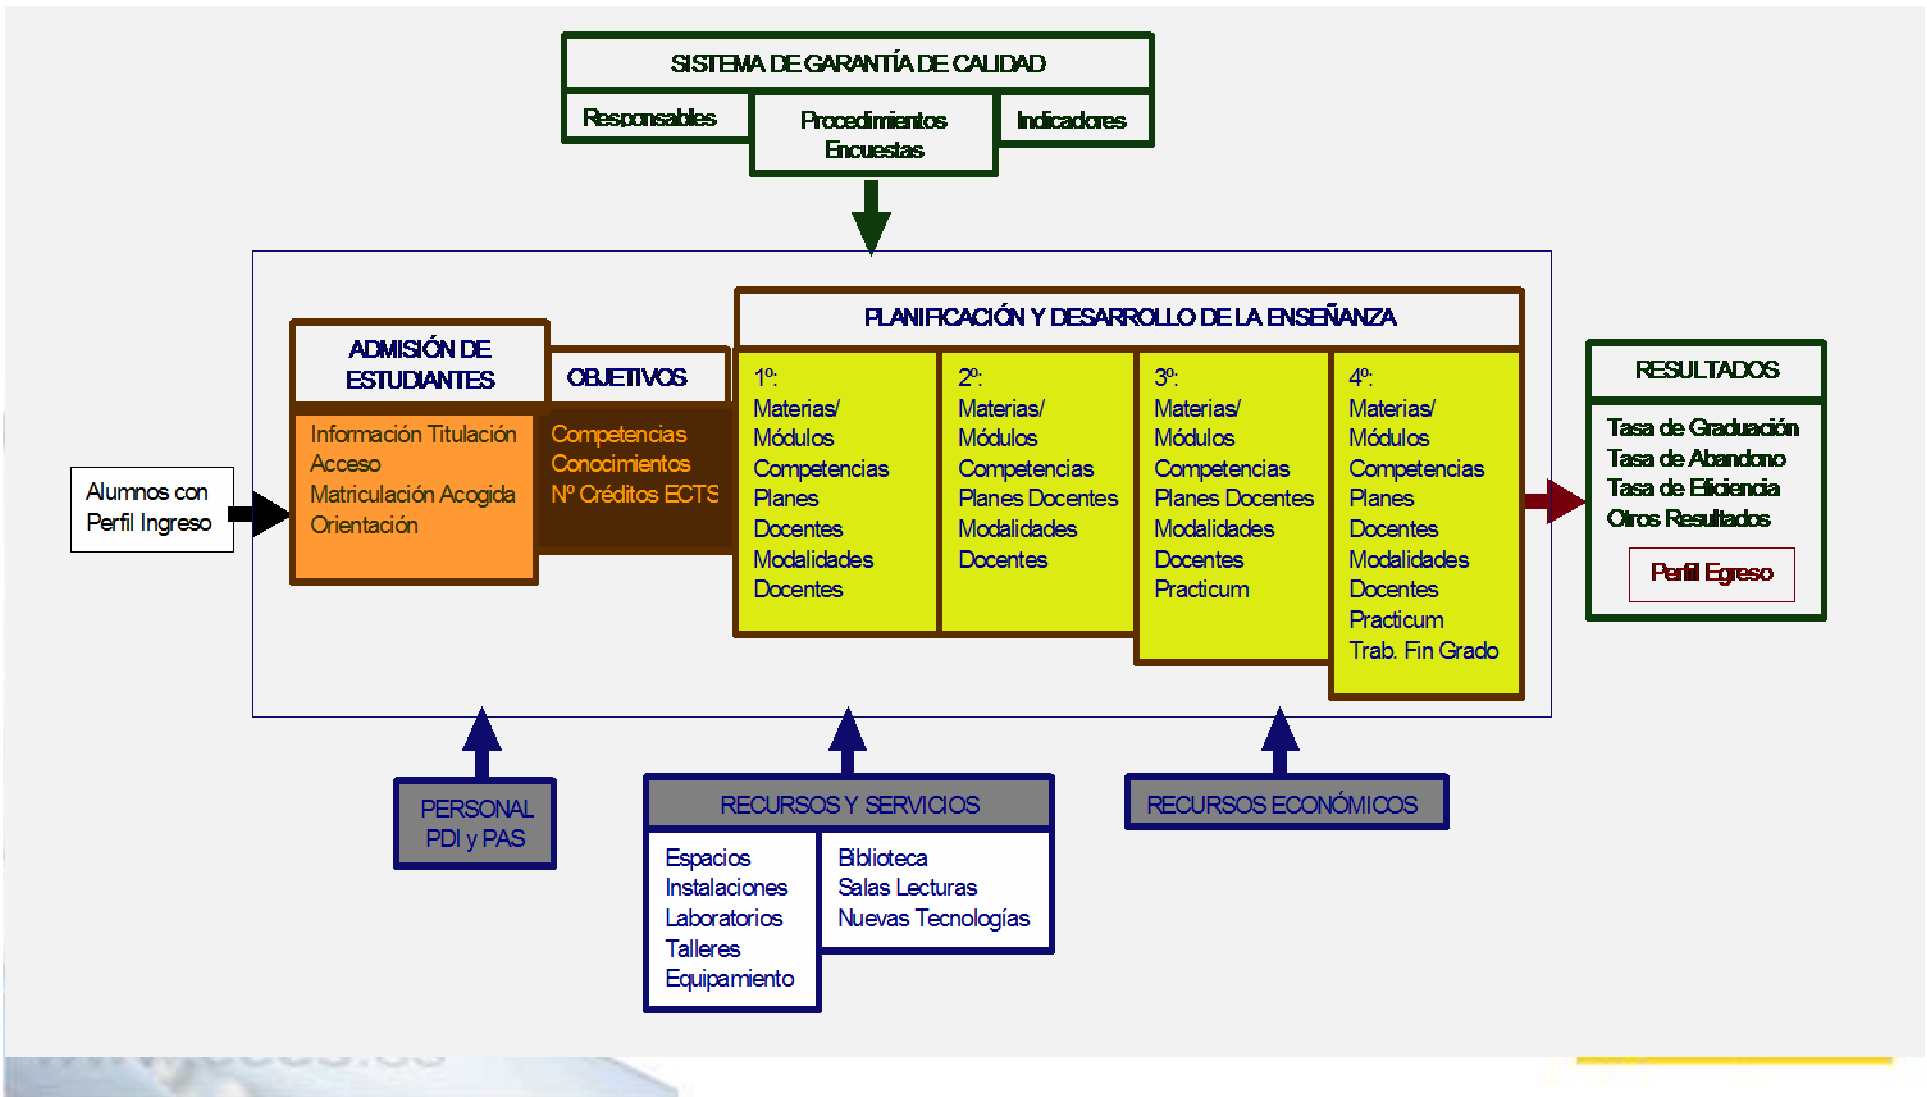 SISTEMA DE GARANTÍA DE CALIDAD
Responsables
Procedimientos
Encuestas
Indicadores
PLANIFICACIÓN Y DESARROLLO DE LA ENSEÑANZA
ADMISIÓN DE
ESTUDIANTES
OBJETIVOS
Información Titulación
Acceso
Matriculación Acogida
Orientación
Competencias
Conocimientos
Nº Créditos ECTS
1º:
Materias/
Módulos
Competencias
Planes
Docentes
Modalidades
Docentes
2º:
Materias/
Módulos
Competencias
Planes Docentes
Modalidades
Docentes
3º:
Materias/
Módulos
Competencias
Planes Docentes
Modalidades
Docentes
Practicum
4º:
Materias/
Módulos
Competencias
Planes
Docentes
Modalidades
Docentes
Practicum
Trab. Fin Grado
Alumnos con
Perfil Ingreso
RESULTADOS
Tasa de Graduación
Tasa de Abandono
Tasa de Eficiencia
Otros Resultados
Perfil Egreso
PERSONAL
PDI y PAS
RECURSOS Y SERVICIOS
Espacios
Instalaciones
Laboratorios
Talleres
Equipamiento
Biblioteca
Salas Lecturas
Nuevas Tecnologías
RECURSOS ECONÓMICOS